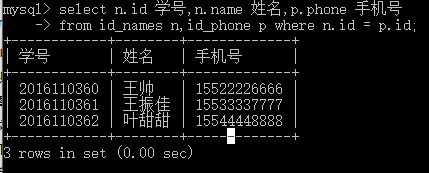 mysql> select n.id 学号,n.name 姓名,p.phone 手机号
    -> from id_names n,id_phone p where n.id = p.id;
+------------+--------+-------------+
| 学号       | 姓名   | 手机号      |
+------------+--------+-------------+
| 2016110360 | 王帅   | 15522226666 |
| 2016110361 | 王振佳 | 15533337777 |
| 2016110362 | 叶甜甜 | 15544448888 |
+------------+--------+-------------+
3 rows in set (0.00 sec)